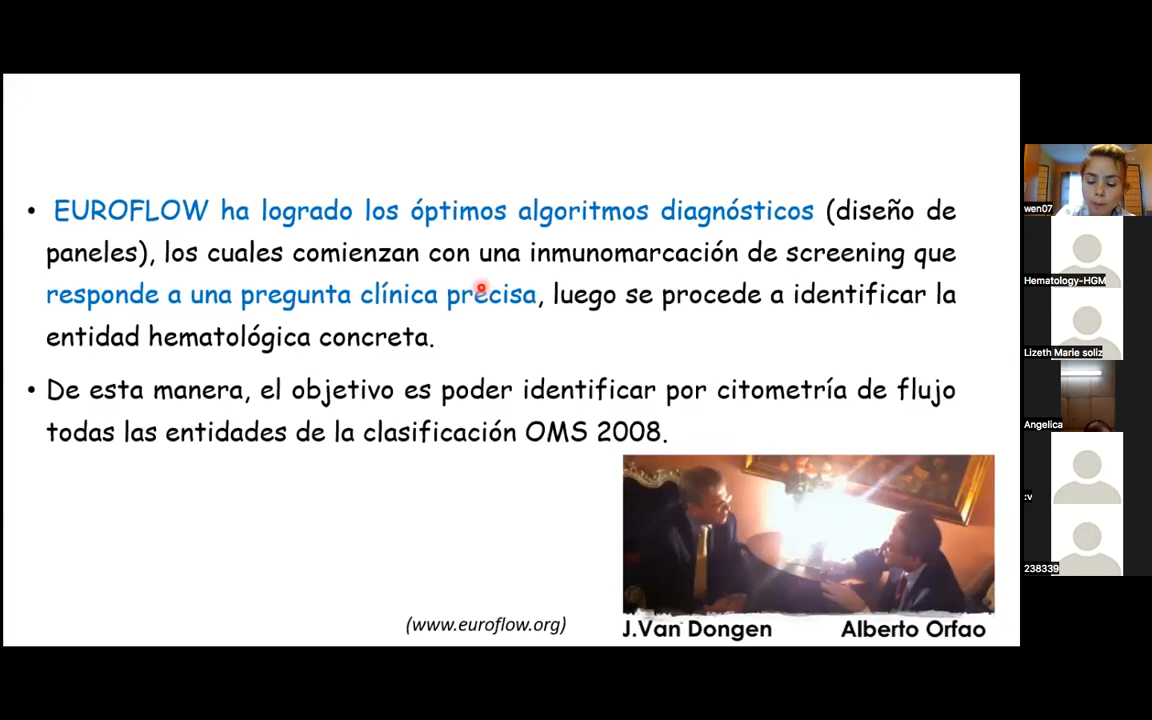 • EUROFLOW ha logrado los óptimos algoritmos diagnósticos (diseño de
paneles), los cuales comienzan con una inmunomarcación de screening que
responde a una pregunta clínica precisa, luego se procede a identificar la
entidad hematológica concreta.
• De esta manera, el objetivo es poder identificar por citometría de flujo
todas las entidades de la clasificación OMS 2008.
(www.euroflow.org)
J.Van Dongen
Alberto Orfao
wen07
Hematology-HGM
Lizeth Marie soliz
Angelica
:v
238339